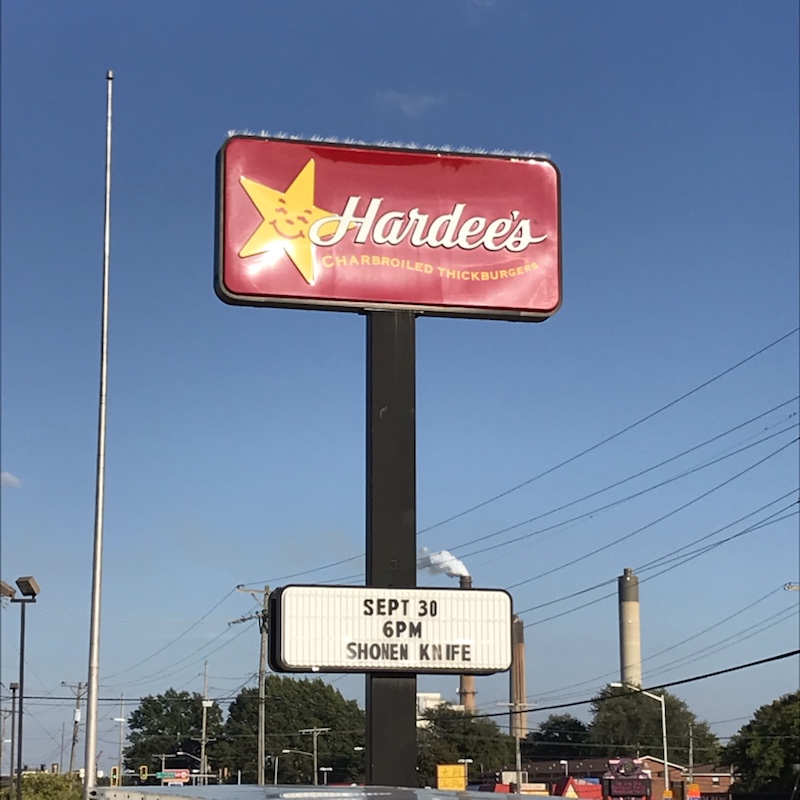 Hardee's
CHARBROILED THICKBURGERS
SEPT 30
6PM
SHONEN KNIFE